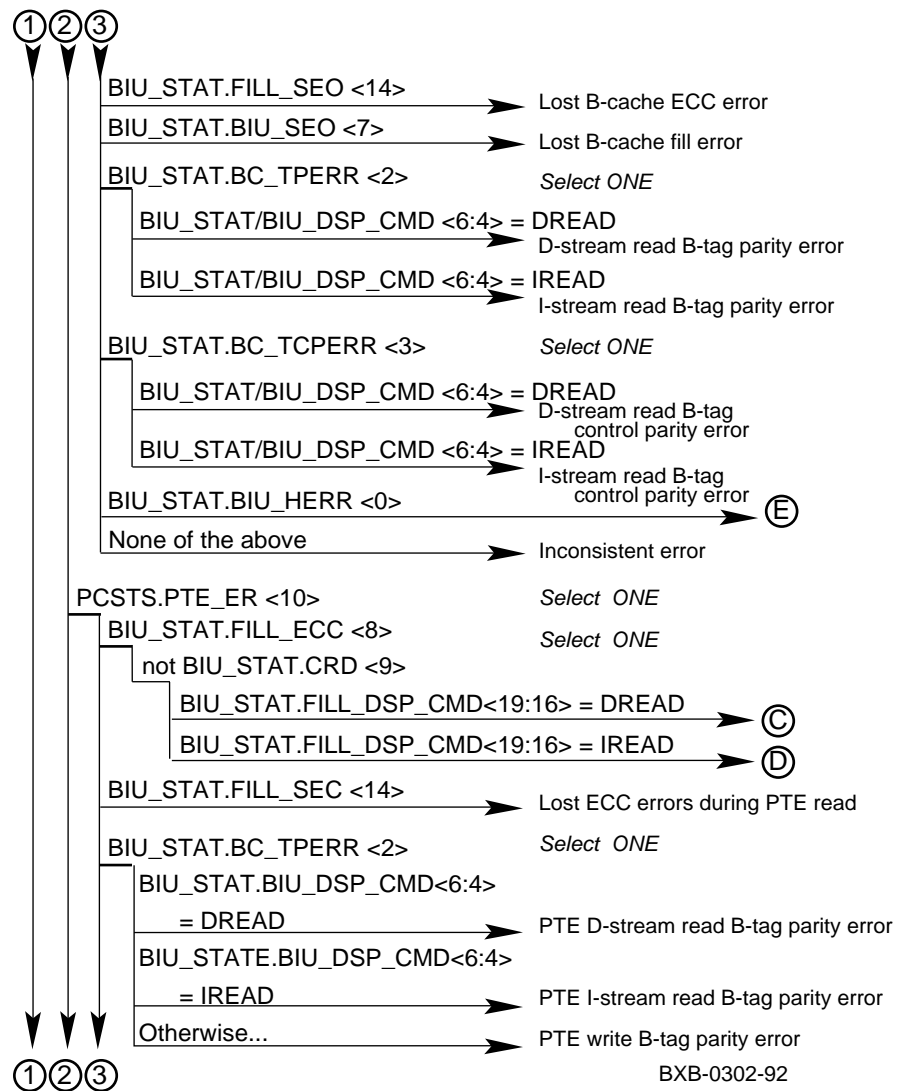 1 2 3
BIU_STAT.FILL_SEO <14>
Lost B-cache ECC error
BIU_STAT.BIU_SEO <7>
Lost B-cache fill error
BIU_STAT.BC_TPERR <2> Select ONE
BIU_STAT/BIU_DSP_CMD <6:4> = DREAD
D-stream read B-tag parity error
BIU_STAT/BIU_DSP_CMD <6:4> = IREAD
I-stream read B-tag parity error
BIU_STAT.BC_TCPERR <3> Select ONE
BIU_STAT/BIU_DSP_CMD <6:4> = DREAD
D-stream read B-tag
control parity error
BIU_STAT/BIU_DSP_CMD <6:4> = IREAD
I-stream read B-tag
control parity error
BIU_STAT.BIU_HERR <0>
E
None of the above
Inconsistent error
PCSTS.PTE_ER <10> Select ONE
BIU_STAT.FILL_ECC <8> Select ONE
not BIU_STAT.CRD <9>
BIU_STAT.FILL_DSP_CMD<19:16> = DREAD
C
BIU_STAT.FILL_DSP_CMD<19:16> = IREAD
D
BIU_STAT.FILL_SEC <14>
Lost ECC errors during PTE read
BIU_STAT.BC_TPERR <2> Select ONE
BIU_STAT.BIU_DSP_CMD<6:4>
= DREAD
PTE D-stream read B-tag parity error
BIU_STATE.BIU_DSP_CMD<6:4>
= IREAD
PTE I-stream read B-tag parity error
Otherwise...
PTE write B-tag parity error
1 2 3
BXB-0302-92